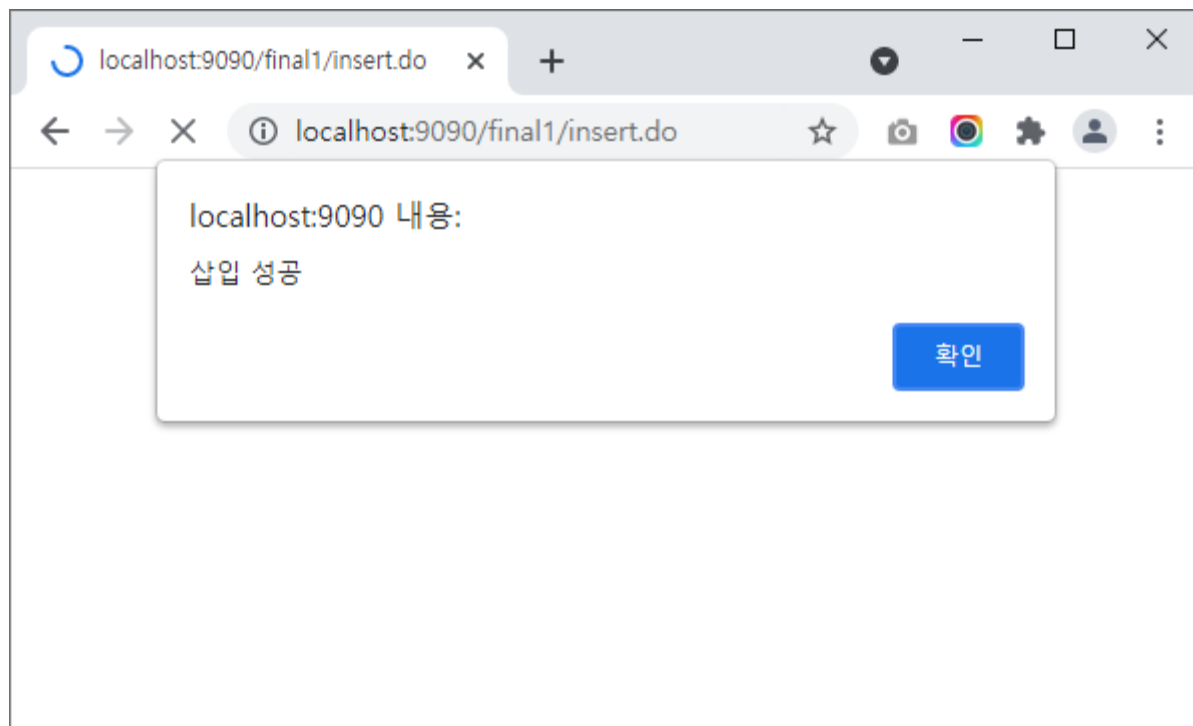 localhost:9090/final1/insert.do
localhost:9090/final1/insert.do
localhost:9090 내용:
삽입 성공
확인